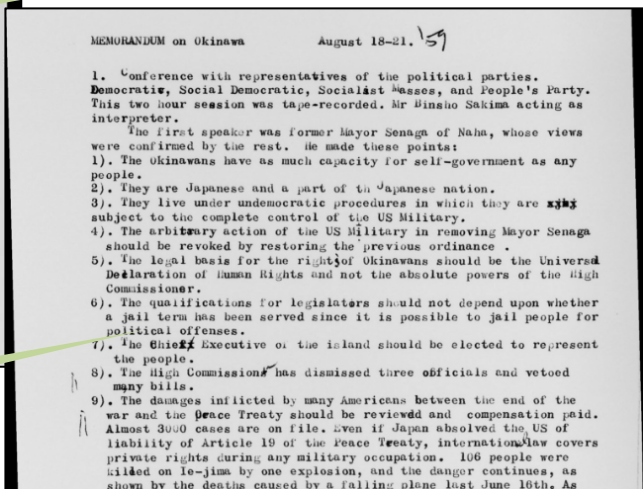 MEMORANDUM on Okinawa August 18-21. '59
1. Conference with representatives of the political parties.
Democratic, Social Democratic, Socialist Masses, and People's Party.
This two hour session was tape-recorded. Mr Binsho Sakima acting as
interpreter.
The first speaker was former Mayor Senaga of Naha, whose views
were confirmed by the rest. He made these points:
1). The Okinawans have as much capacity for self-government as any
people.
2). They are Japanese and a part of th Japanese nation.
3). They live under undemocratic procedures in which they are
subject to the complete control of the US Military.
4). The arbitrary action of the US Military in removing Mayor Senaga
should be revoked by restoring the previous ordinance .
5). The legal basis for the rights of Okinawans should be the Universal
Declaration of Human Rights and not the absolute powers of the High
Commissioner.
6). The qualifications for legislators should not depend upon whether
a jail term has been served since it is possible to jail people for
political offenses.
7). The Chief Executive of the island should be elected to represent
the people.
8). The High Commissioner has dismissed three officials and vetoed
many bills.
9). The damages inflicted by many Americans between the end of the
war and the Peace Treaty should be reviewed and compensation paid.
Almost 3000 cases are on file. Even if Japan absolved the US of
liability of Article 19 of the Peace Treaty, international law covers
private rights during any military occupation. 106 people were
killed on Ie-jima by one explosion, and the danger continues, as
shown by the deaths caused by a falling plane last June 16th. As